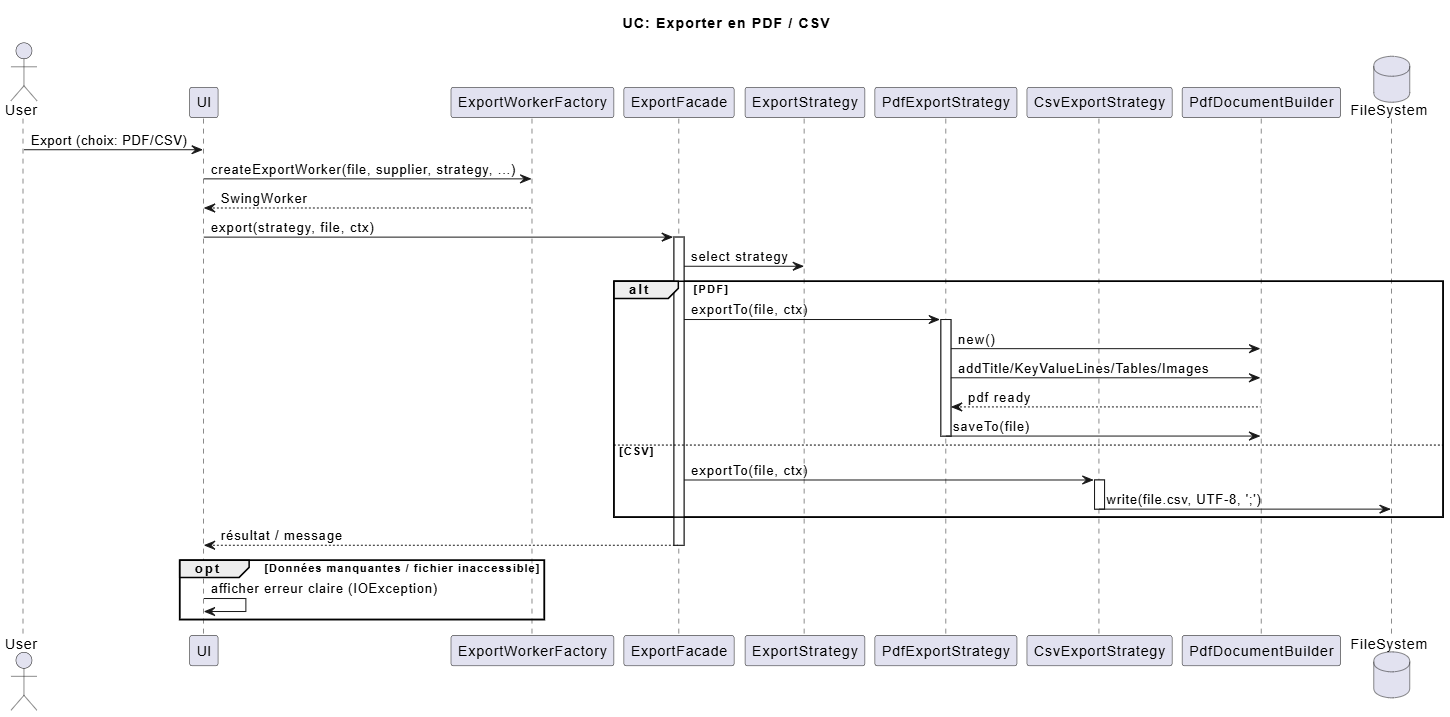 UC: Exporter en PDF / CSV
User
UI
ExportWorkerFactory
ExportFacade
ExportStrategy
PdfExportStrategy
CsvExportStrategy
PdfDocumentBuilder
FileSystem
Export (choix: PDF/CSV)
createExportWorker(file, supplier, strategy, ...)
SwingWorker
export(strategy, file, ctx)
select strategy
alt
[PDF]
exportTo(file, ctx)
new()
addTitle/KeyValueLines/Tables/Images
pdf ready
saveTo(file)
[CSV]
exportTo(file, ctx)
write(file.csv, UTF-8, ';')
résultat / message
opt
[Données manquantes / fichier inaccessible]
afficher erreur claire (IOException)
User
UI
ExportWorkerFactory
ExportFacade
ExportStrategy
PdfExportStrategy
CsvExportStrategy
PdfDocumentBuilder
FileSystem